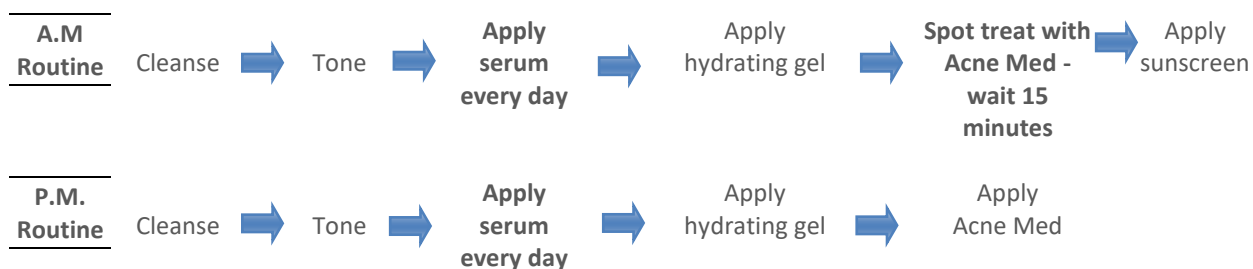 A.M
Routine
Cleanse
Tone
Apply
serum
every day
Apply
hydrating gel
Spot treat with
Acne Med -
wait 15
minutes
Apply
sunscreen
P.M.
Routine
Cleanse
Tone
Apply
serum
every day
Apply
hydrating gel
Apply
Acne Med